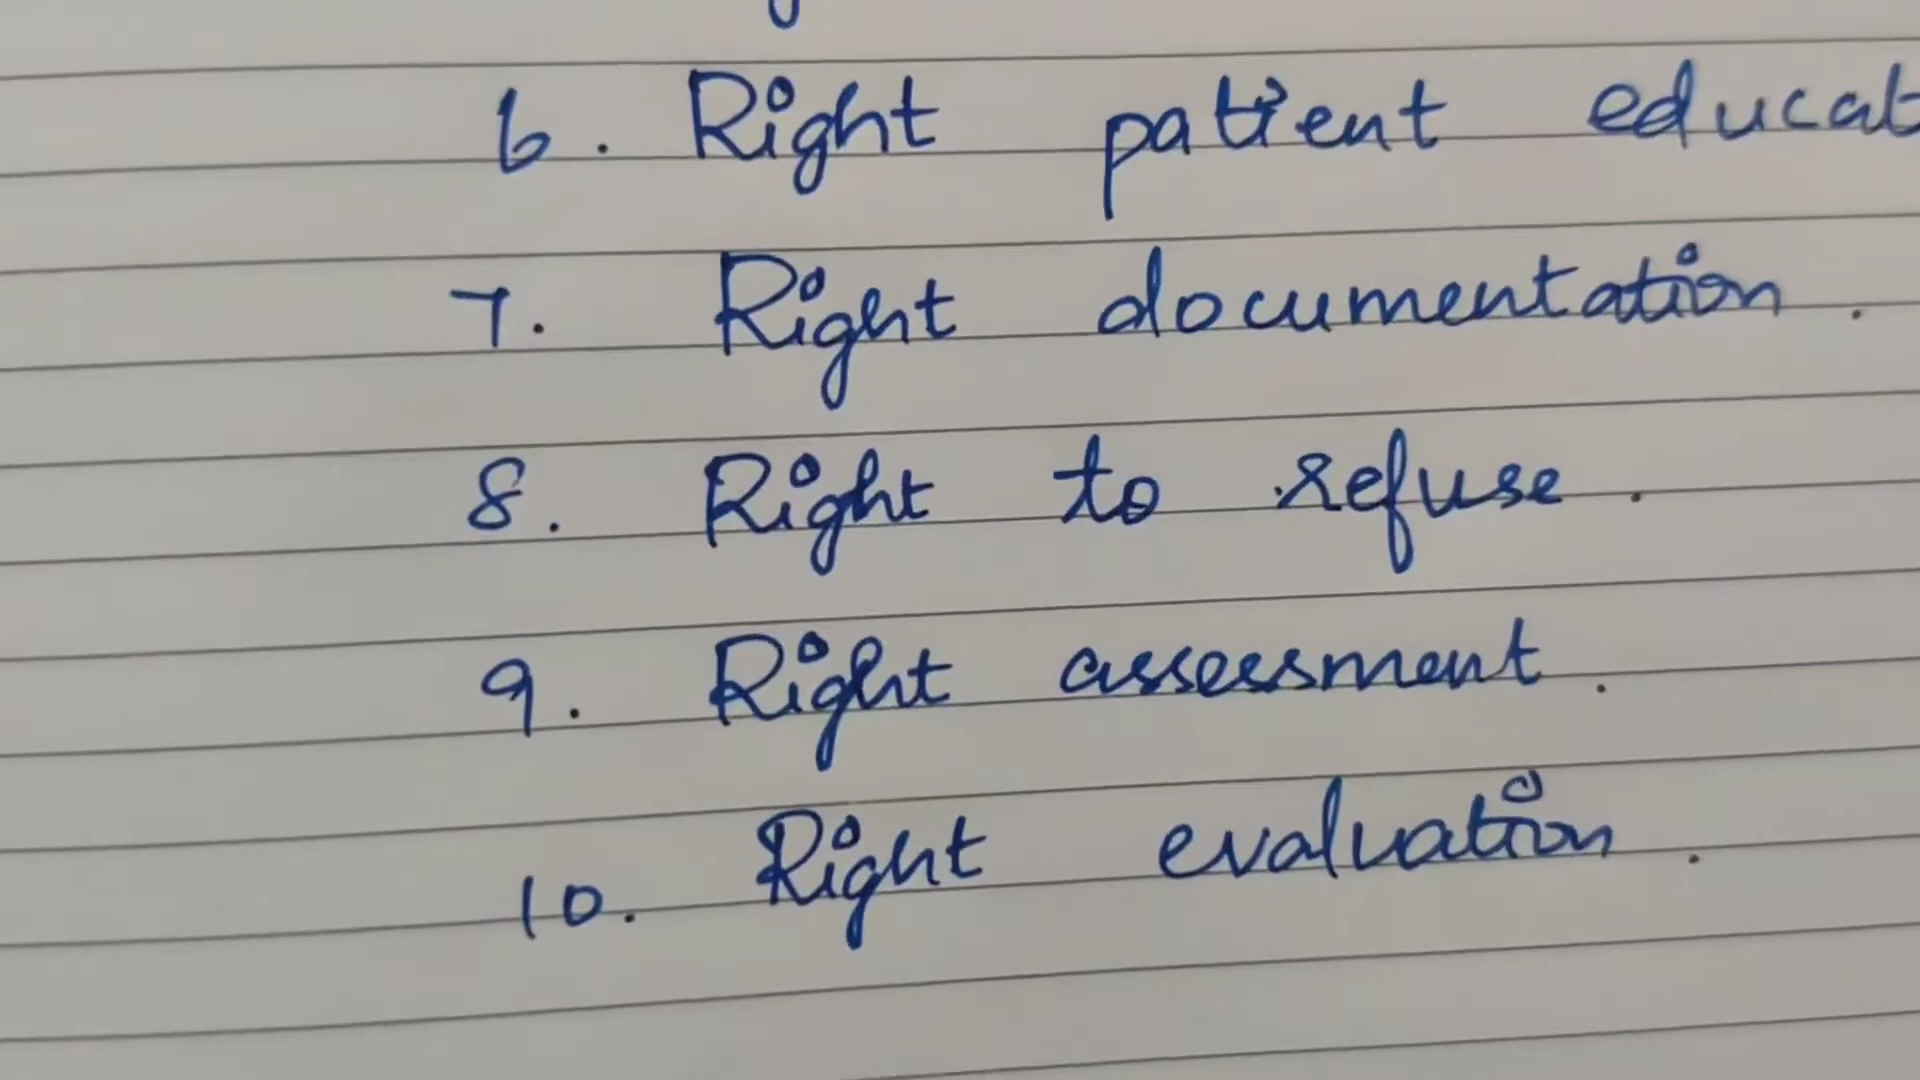 6. Right patient educat
7. Right documentation.
8. Right to refuse.
9. Right assessment.
10. Right evaluation.